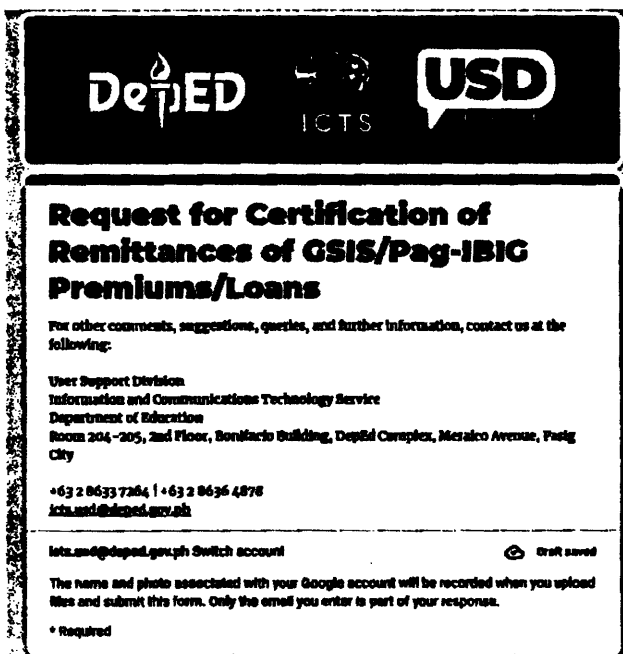 DepED
ICTS
USD
Request for Certification of
Remittances of GSIS/Pag-IBIG
Premiums/Loans
For other comments, suggestions, queries, and further information, contact us at the
following:
User Support Division
Information and Communications Technology Service
Department of Education
Room 204-205, 2nd Floor, Bonifacio Building, DepEd Complex, Meralco Avenue, Pasig
City
+63 2 8633 7264 | +63 2 8636 4878
icts.usd@deped.gov.ph
icts.usd@deped.gov.ph Switch account
Draft saved
The name and photo associated with your Google account will be recorded when you upload
files and submit this form. Only the email you enter is part of your response.
* Required